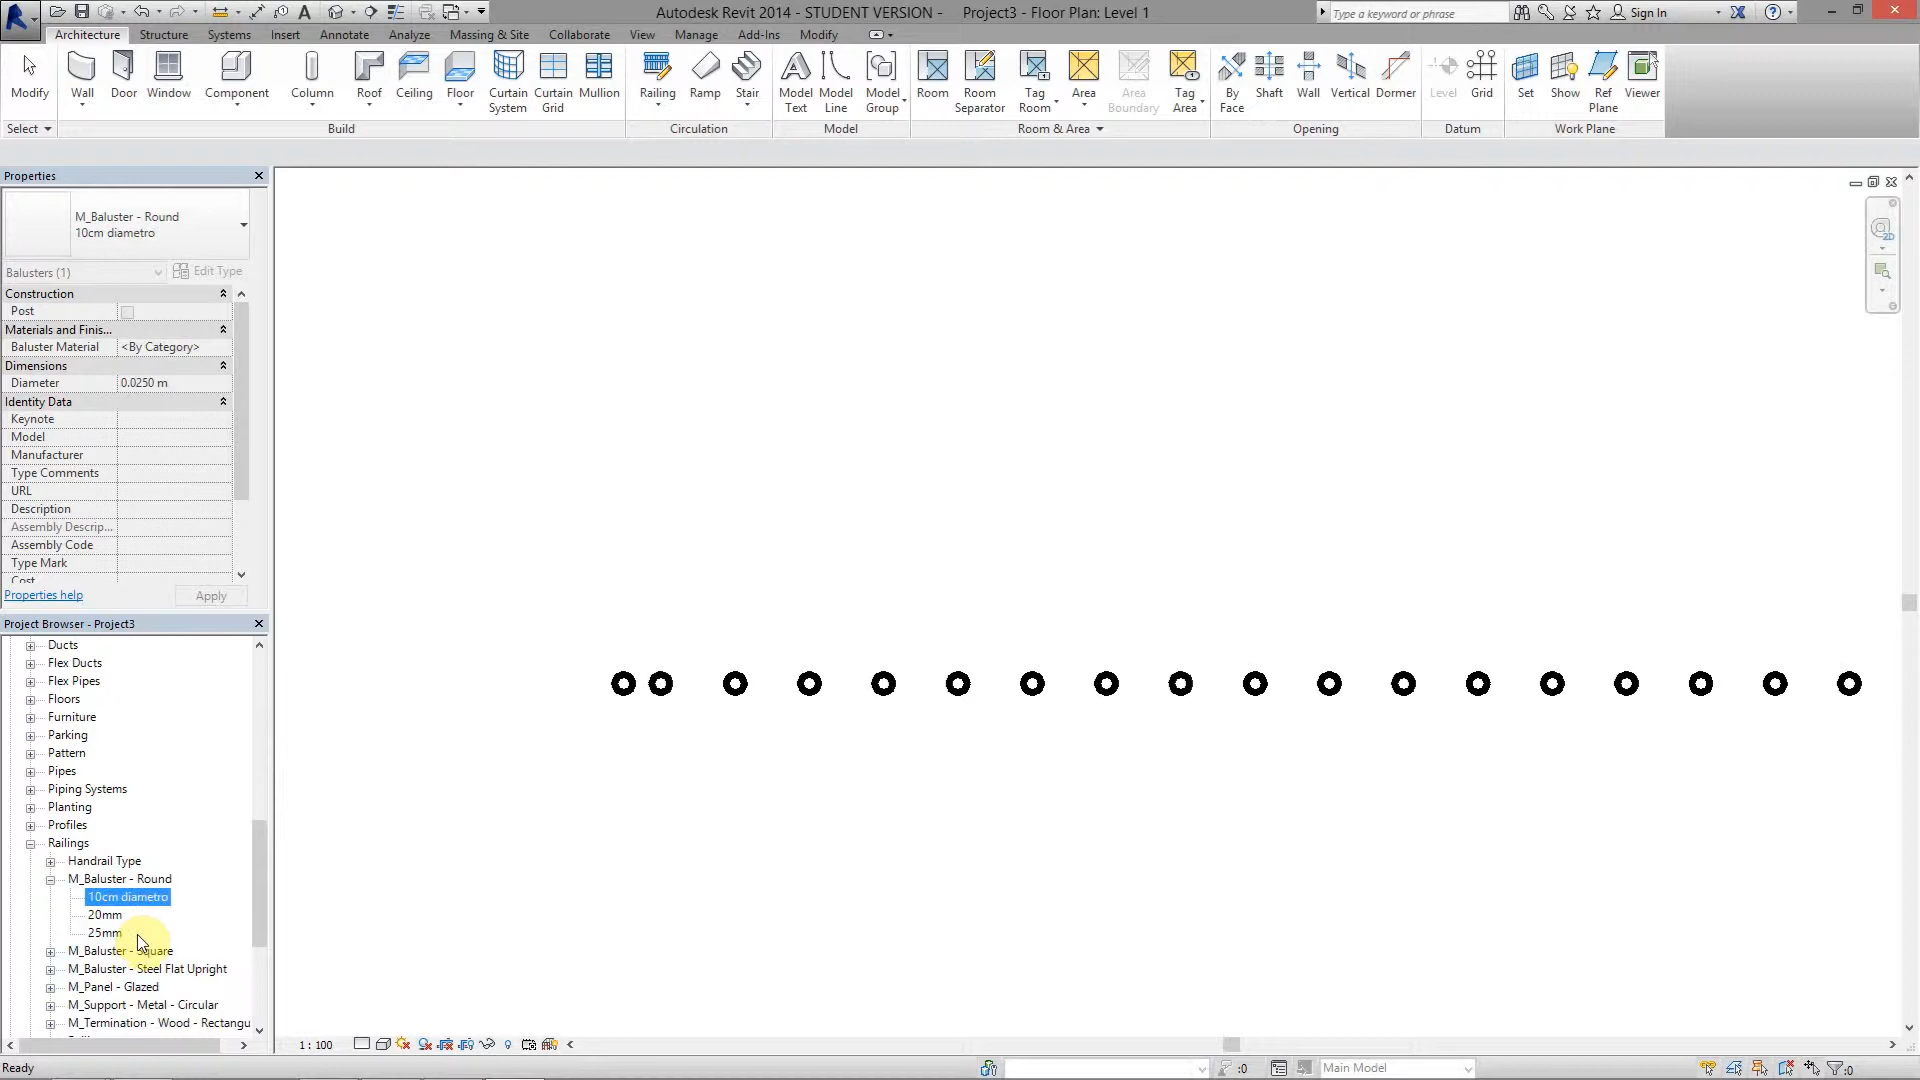 Autodesk Revit 2014 - STUDENT VERSION - Project3 - Floor Plan: Level 1
Type a keyword or phrase
Sign In
Architecture Structure Systems Insert Annotate Analyze Massing & Site Collaborate View Manage Add-Ins Modify
Modify Wall Door Window Component Column Roof Ceiling Floor Curtain System Curtain Grid Mullion Railing Ramp Stair Model Text Model Line Model Group Room Room Separator Tag Room Area Area Boundary Tag Area By Face Shaft Wall Vertical Dormer Level Grid Set Show Ref Plane Viewer
Select Build Circulation Model Room & Area Opening Datum Work Plane
Properties
M_Baluster - Round
10cm diametro
Balusters (1) Edit Type
Construction
Post
Materials and Finis...
Baluster Material <By Category>
Dimensions
Diameter 0.0250 m
Identity Data
Keynote
Model
Manufacturer
Type Comments
URL
Description
Assembly Descrip...
Assembly Code
Type Mark
Cost
Properties help Apply
Project Browser - Project3
Ducts
Flex Ducts
Flex Pipes
Floors
Furniture
Parking
Pattern
Pipes
Piping Systems
Planting
Profiles
Railings
Handrail Type
M_Baluster - Round
10cm diametro
20mm
25mm
M_Baluster - Square
M_Baluster - Steel Flat Upright
M_Panel - Glazed
M_Support - Metal - Circular
M_Termination - Wood - Rectangu
2D
1 : 100
Ready
:0
Main Model
:0